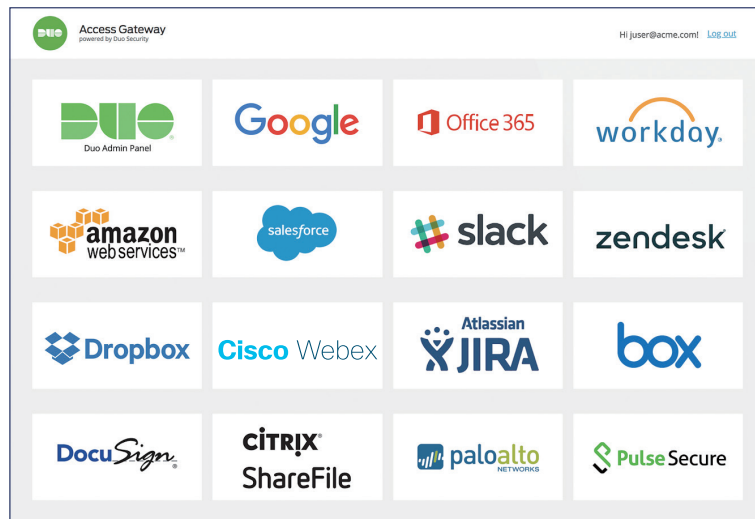 DUO
Access Gateway
powered by Duo Security
Hi juser@acme.com! Log out
DUO®
Duo Admin Panel
Google
Office 365
workday.®
amazon
web services™
salesforce
slack
zendesk
Dropbox
Cisco Webex
Atlassian
JIRA
box
DocuSign®
CITRIX®
ShareFile
paloalto
NETWORKS
Pulse Secure